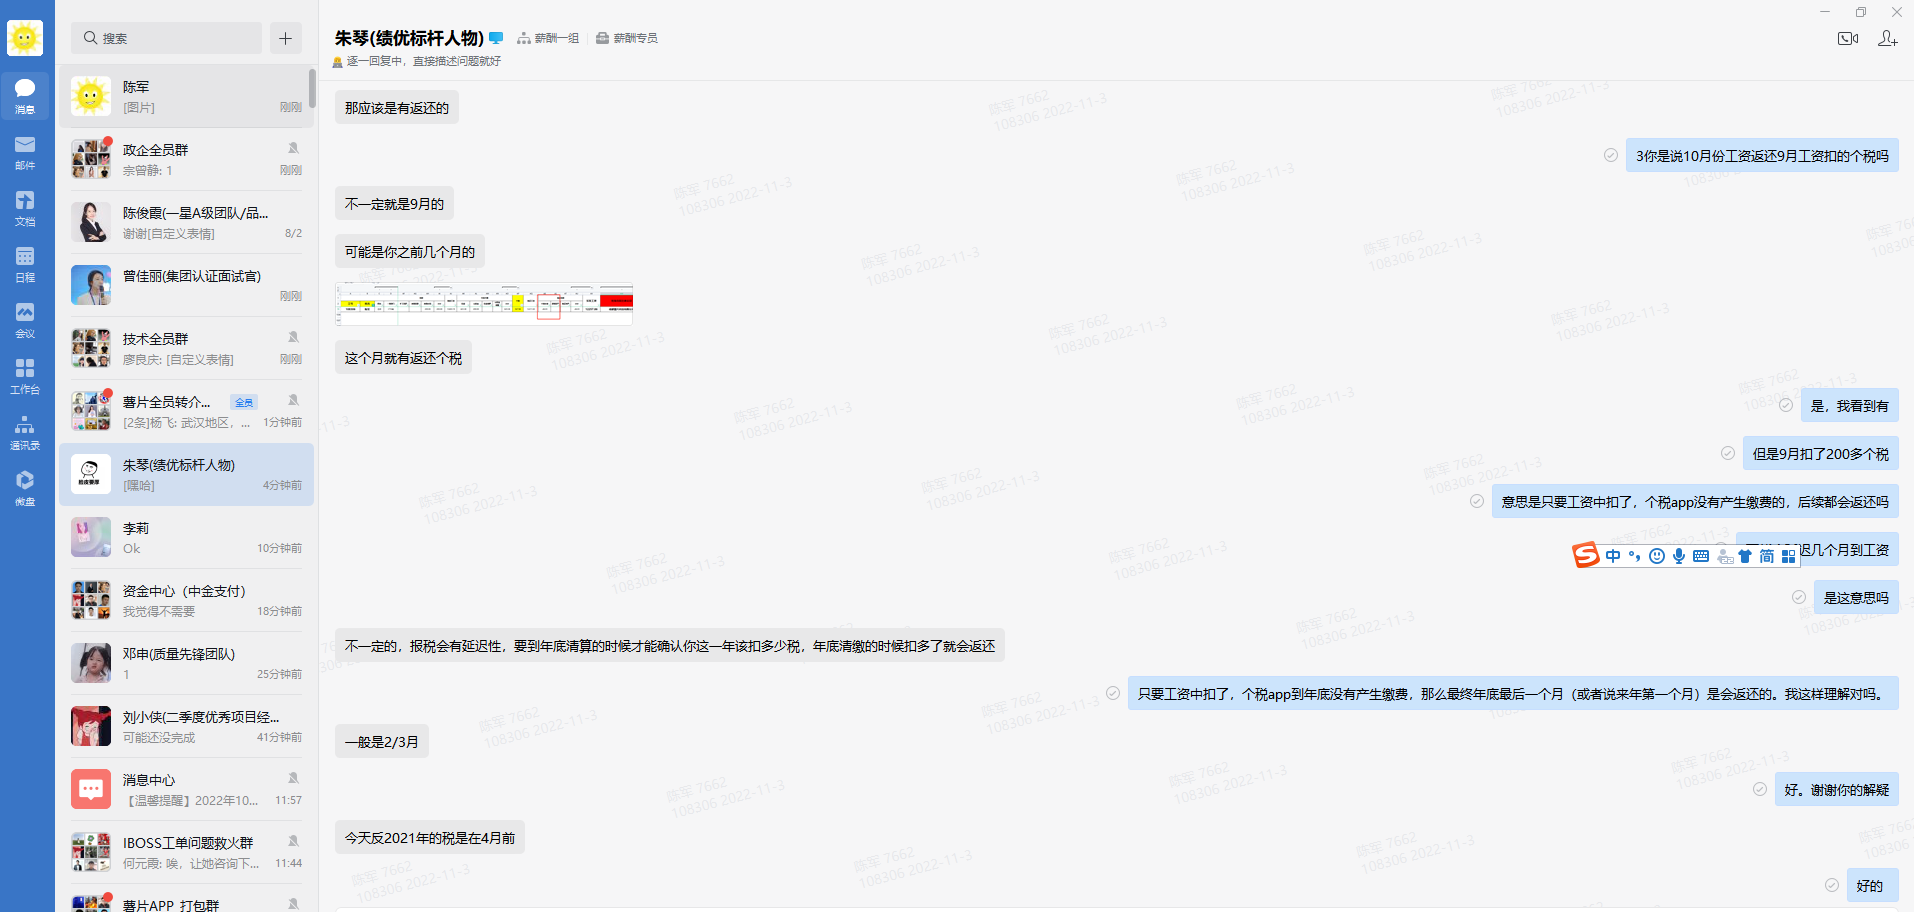 搜索
消息
邮件
文档
日程
会议
工作台
通讯录
微盘
陈军
[图片]
刚刚
政企全员群
宗曾静: 1
刚刚
陈俊霞(一星A级团队/品...
谢谢[自定义表情]
8/2
曾佳丽(集团认证面试官)
刚刚
技术全员群
廖良庆: [自定义表情]
刚刚
薯片全员转介...
全员
[2条]杨飞: 武汉地区，...
1分钟前
朱琴(绩优标杆人物)
[嘿哈]
4分钟前
李莉
Ok
10分钟前
资金中心（中金支付）
我觉得不需要
18分钟前
邓申(质量先锋团队)
1
25分钟前
刘小侠(二季度优秀项目经...
可能还没完成
41分钟前
消息中心
【温馨提醒】2022年10...
11:57
IBOSS工单问题救火群
何元霞: 唉，让她咨询下...
11:44
薯片APP 打包群
朱琴(绩优标杆人物)
薪酬一组
薪酬专员
逐一回复中，直接描述问题就好
那应该是有返还的
3你是说10月份工资返还9月工资扣的个税吗
不一定就是9月的
可能是你之前几个月的
这个月就有返还个税
是，我看到有
但是9月扣了200多个税
意思是只要工资中扣了，个税app没有产生缴费的，后续都会返还吗
迟几个月到工资
中
简
是这意思吗
不一定的，报税会有延迟性，要到年底清算的时候才能确认你这一年该扣多少税，年底清缴的时候扣多了就会返还
只要工资中扣了，个税app到年底没有产生缴费，那么最终年底最后一个月（或者说来年第一个月）是会返还的。我这样理解对吗。
一般是2/3月
好。谢谢你的解疑
今天反2021年的税是在4月前
好的
陈军 7662
108306 2022-11-3